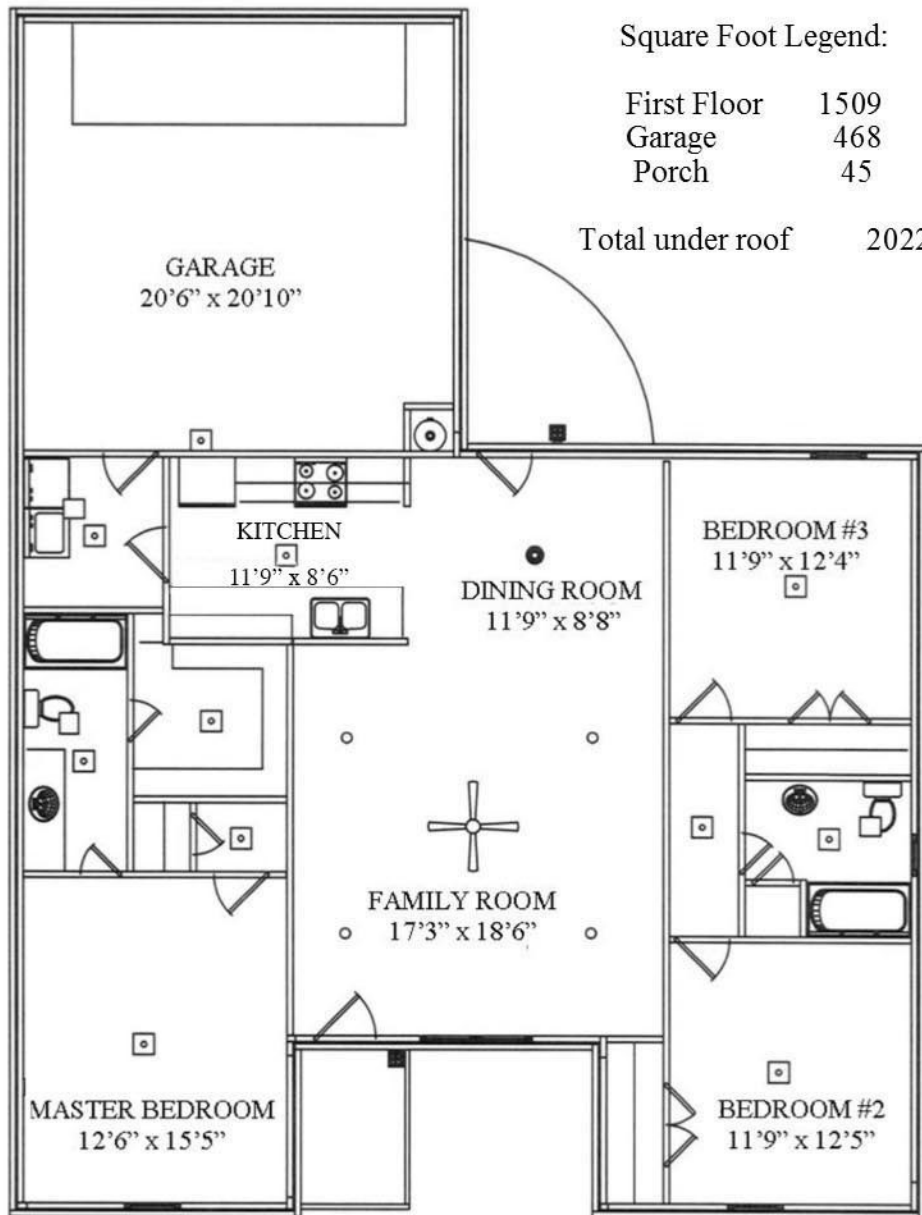 Square Foot Legend:
First Floor 1509
Garage 468
Porch 45
Total under roof 2022
GARAGE
20’6” x 20’10”
KITCHEN
11’9” x 8’6”
DINING ROOM
11’9” x 8’8”
BEDROOM #3
11’9” x 12’4”
FAMILY ROOM
17’3” x 18’6”
MASTER BEDROOM
12’6” x 15’5”
BEDROOM #2
11’9” x 12’5”